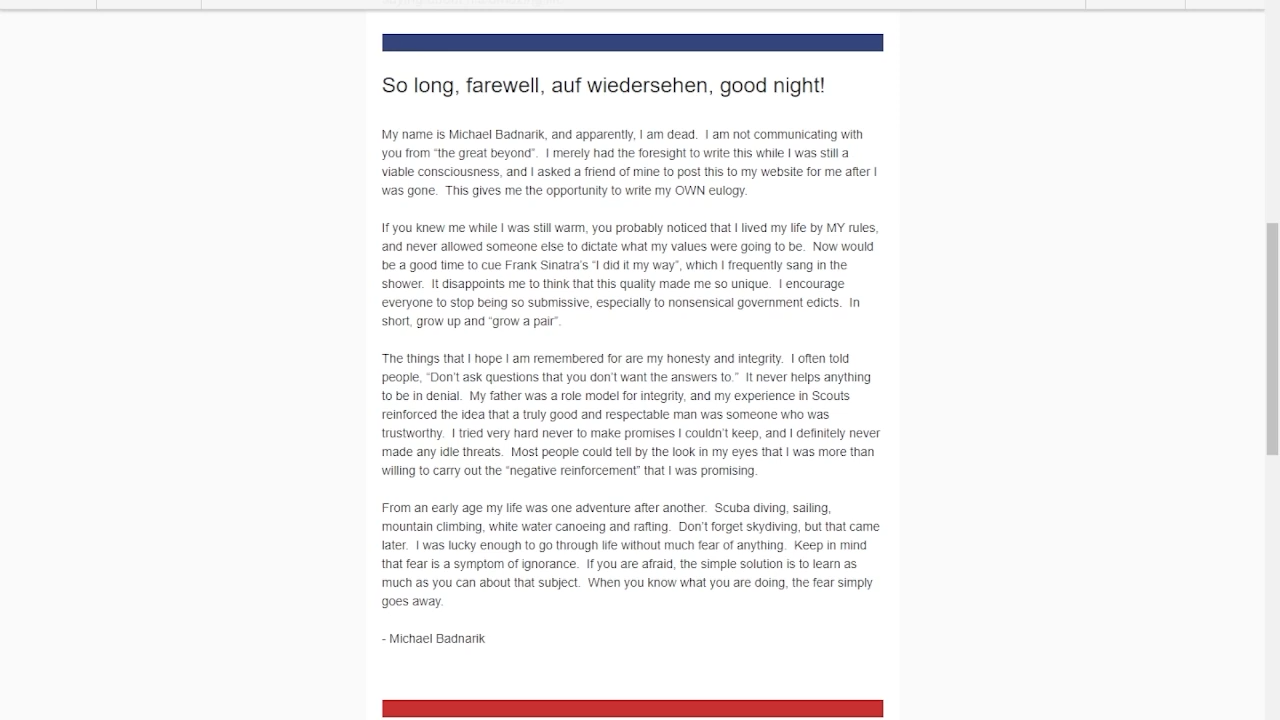 So long, farewell, auf wiedersehen, good night!
My name is Michael Badnarik, and apparently, I am dead.  I am not communicating with
you from “the great beyond”.  I merely had the foresight to write this while I was still a
viable consciousness, and I asked a friend of mine to post this to my website for me after I
was gone.  This gives me the opportunity to write my OWN eulogy.
If you knew me while I was still warm, you probably noticed that I lived my life by MY rules,
and never allowed someone else to dictate what my values were going to be.  Now would
be a good time to cue Frank Sinatra’s “I did it my way”, which I frequently sang in the
shower.  It disappoints me to think that this quality made me so unique.  I encourage
everyone to stop being so submissive, especially to nonsensical government edicts.  In
short, grow up and “grow a pair”.
The things that I hope I am remembered for are my honesty and integrity.  I often told
people, “Don’t ask questions that you don’t want the answers to.”  It never helps anything
to be in denial.  My father was a role model for integrity, and my experience in Scouts
reinforced the idea that a truly good and respectable man was someone who was
trustworthy.  I tried very hard never to make promises I couldn’t keep, and I definitely never
made any idle threats.  Most people could tell by the look in my eyes that I was more than
willing to carry out the “negative reinforcement” that I was promising.
From an early age my life was one adventure after another.  Scuba diving, sailing,
mountain climbing, white water canoeing and rafting.  Don’t forget skydiving, but that came
later.  I was lucky enough to go through life without much fear of anything.  Keep in mind
that fear is a symptom of ignorance.  If you are afraid, the simple solution is to learn as
much as you can about that subject.  When you know what you are doing, the fear simply
goes away.
- Michael Badnarik